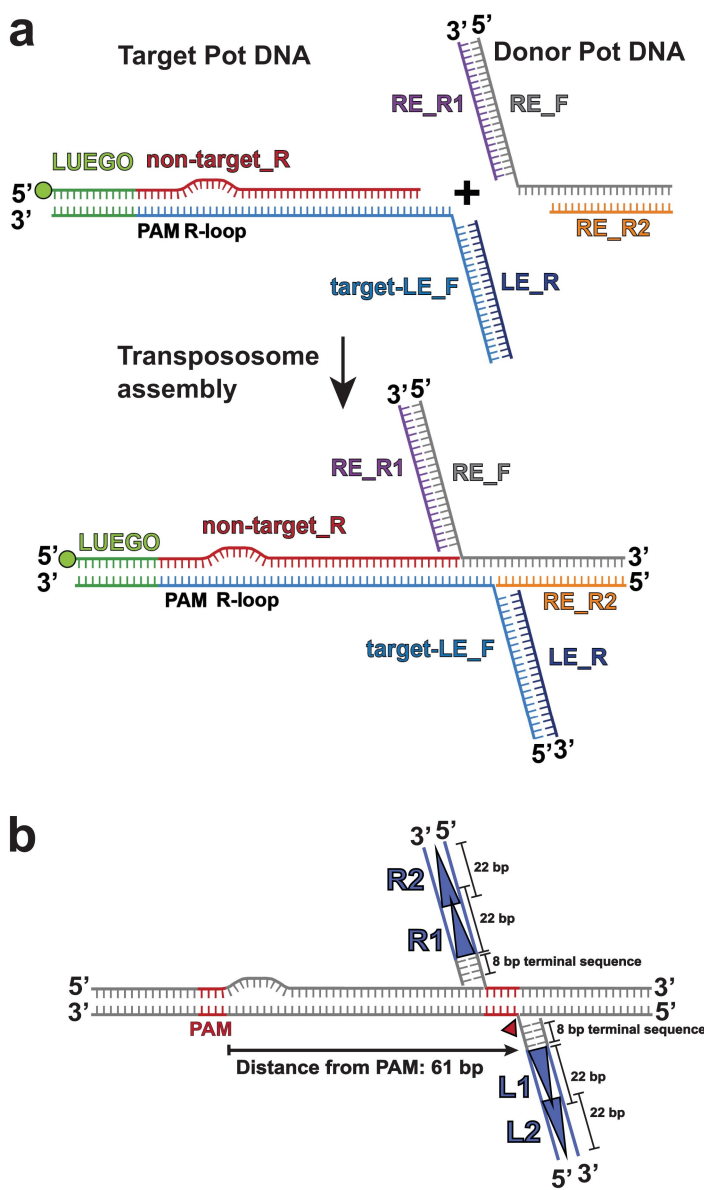 a
Target Pot DNA
3’ 5’
Donor Pot DNA
RE_R1
RE_F
LUEGO
non-target_R
5’
+
3’
PAM R-loop
RE_R2
target-LE_F
LE_R
Transpososome
assembly
3’ 5’
RE_R1
RE_F
non-target_R
LUEGO
5’
3’
3’
5’
PAM R-loop
RE_R2
target-LE_F
LE_R
5’ 3’
b
3’ 5’
R2
22 bp
22 bp
R1
8 bp terminal sequence
5’
3’
3’
5’
PAM
8 bp terminal sequence
Distance from PAM: 61 bp
L1
22 bp
22 bp
L2
5’ 3’